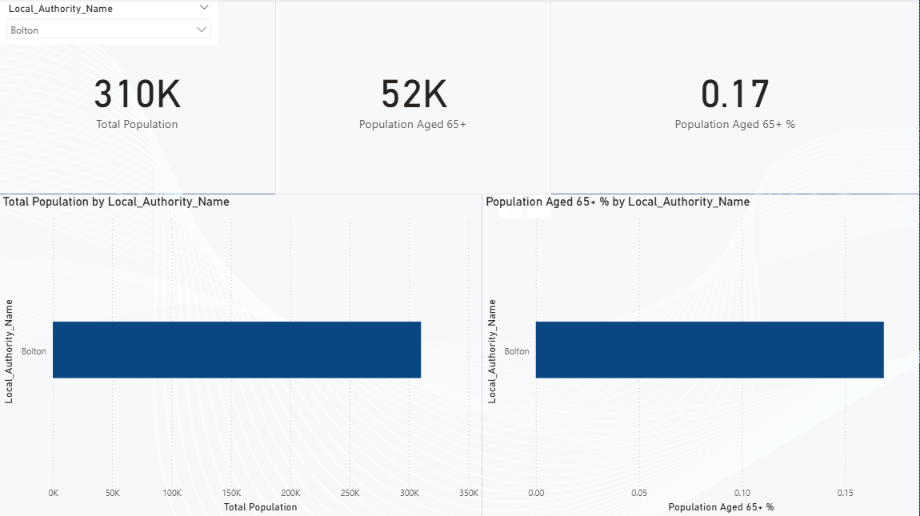 Local_Authority_Name
Bolton
310K
Total Population
52K
Population Aged 65+
0.17
Population Aged 65+ %
Total Population by Local_Authority_Name
Local_Authority_Name
Bolton
0K 50K 100K 150K 200K 250K 300K 350K
Total Population
Population Aged 65+ % by Local_Authority_Name
Local_Authority_Name
Bolton
0.00 0.05 0.10 0.15
Population Aged 65+ %